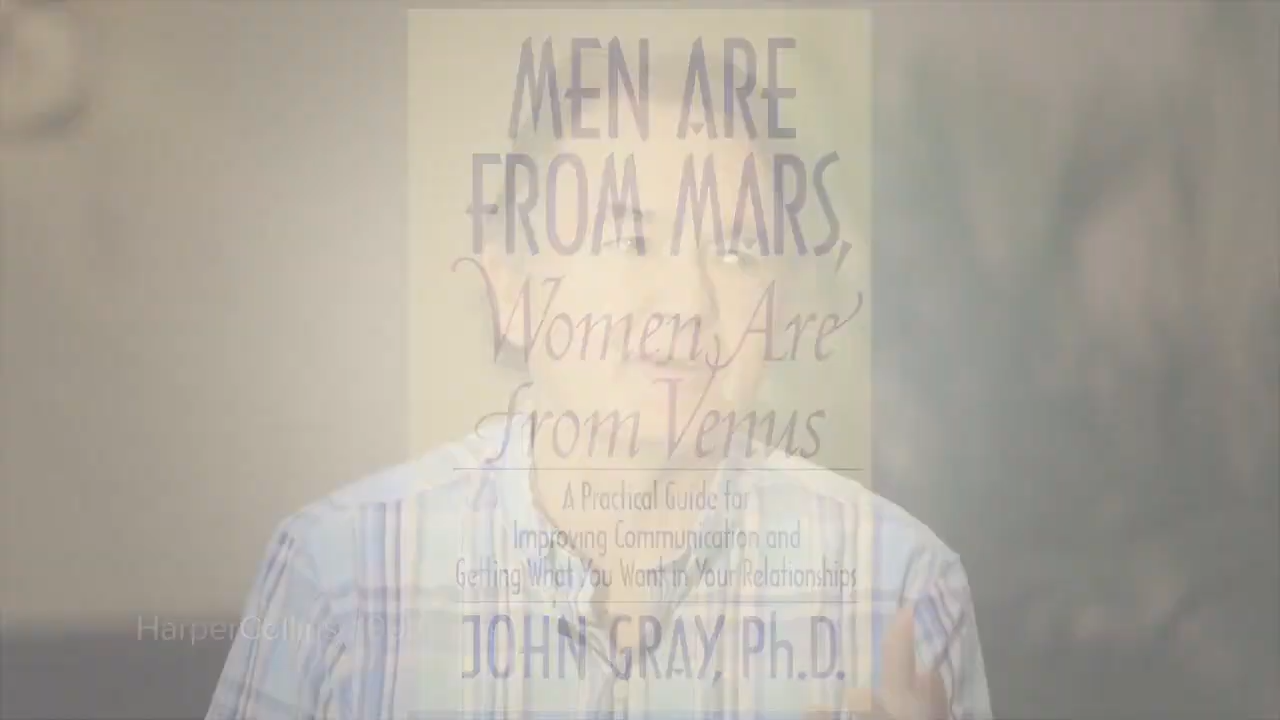 MEN ARE
FROM MARS,
Women Are
from Venus
A Practical Guide for
Improving Communication and
Getting What You Want in Your Relationships
JOHN GRAY, Ph.D.
HarperCollins